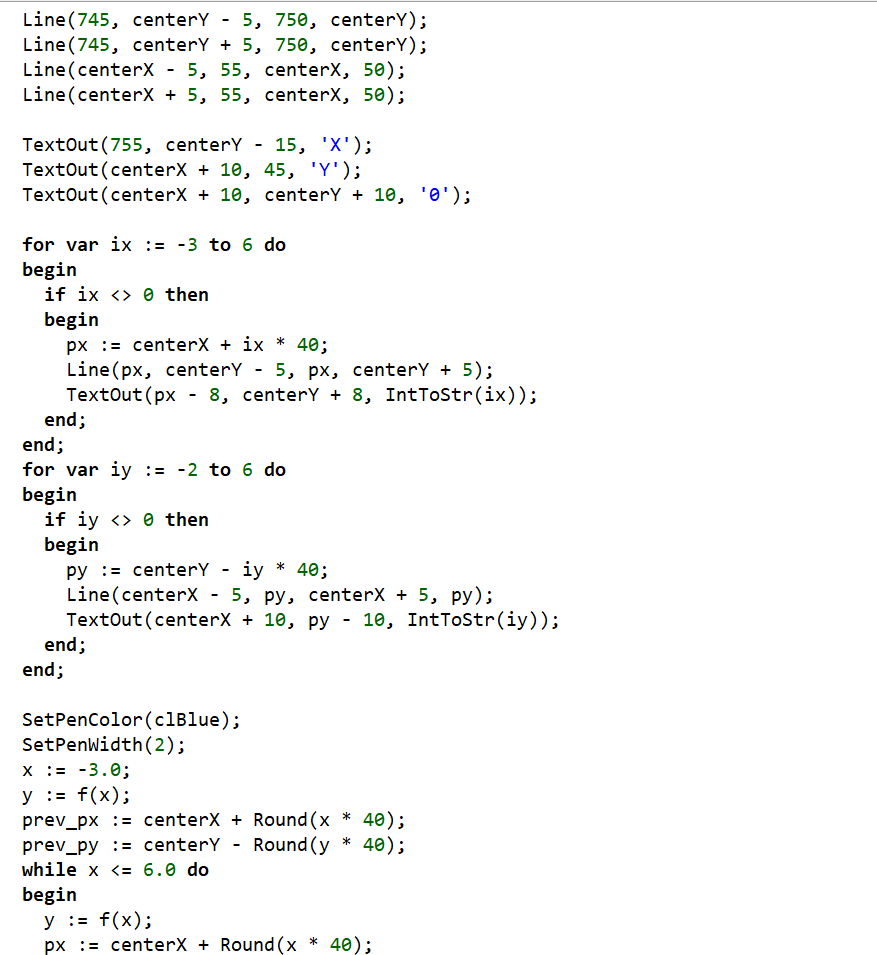 Line(745, centerY - 5, 750, centerY);
Line(745, centerY + 5, 750, centerY);
Line(centerX - 5, 55, centerX, 50);
Line(centerX + 5, 55, centerX, 50);

TextOut(755, centerY - 15, 'X');
TextOut(centerX + 10, 45, 'Y');
TextOut(centerX + 10, centerY + 10, '0');

for var ix := -3 to 6 do
begin
  if ix <> 0 then
  begin
    px := centerX + ix * 40;
    Line(px, centerY - 5, px, centerY + 5);
    TextOut(px - 8, centerY + 8, IntToStr(ix));
  end;
end;
for var iy := -2 to 6 do
begin
  if iy <> 0 then
  begin
    py := centerY - iy * 40;
    Line(centerX - 5, py, centerX + 5, py);
    TextOut(centerX + 10, py - 10, IntToStr(iy));
  end;
end;

SetPenColor(clBlue);
SetPenWidth(2);
x := -3.0;
y := f(x);
prev_px := centerX + Round(x * 40);
prev_py := centerY - Round(y * 40);
while x <= 6.0 do
begin
  y := f(x);
  px := centerX + Round(x * 40);